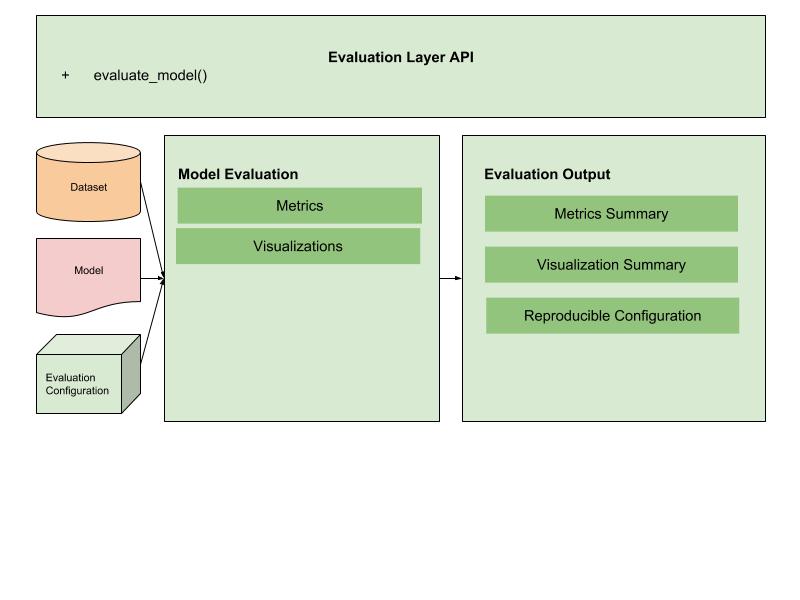 Evaluation Layer API
+ evaluate_model()
Dataset
Model
Evaluation
Configuration
Model Evaluation
Metrics
Visualizations
Evaluation Output
Metrics Summary
Visualization Summary
Reproducible Configuration